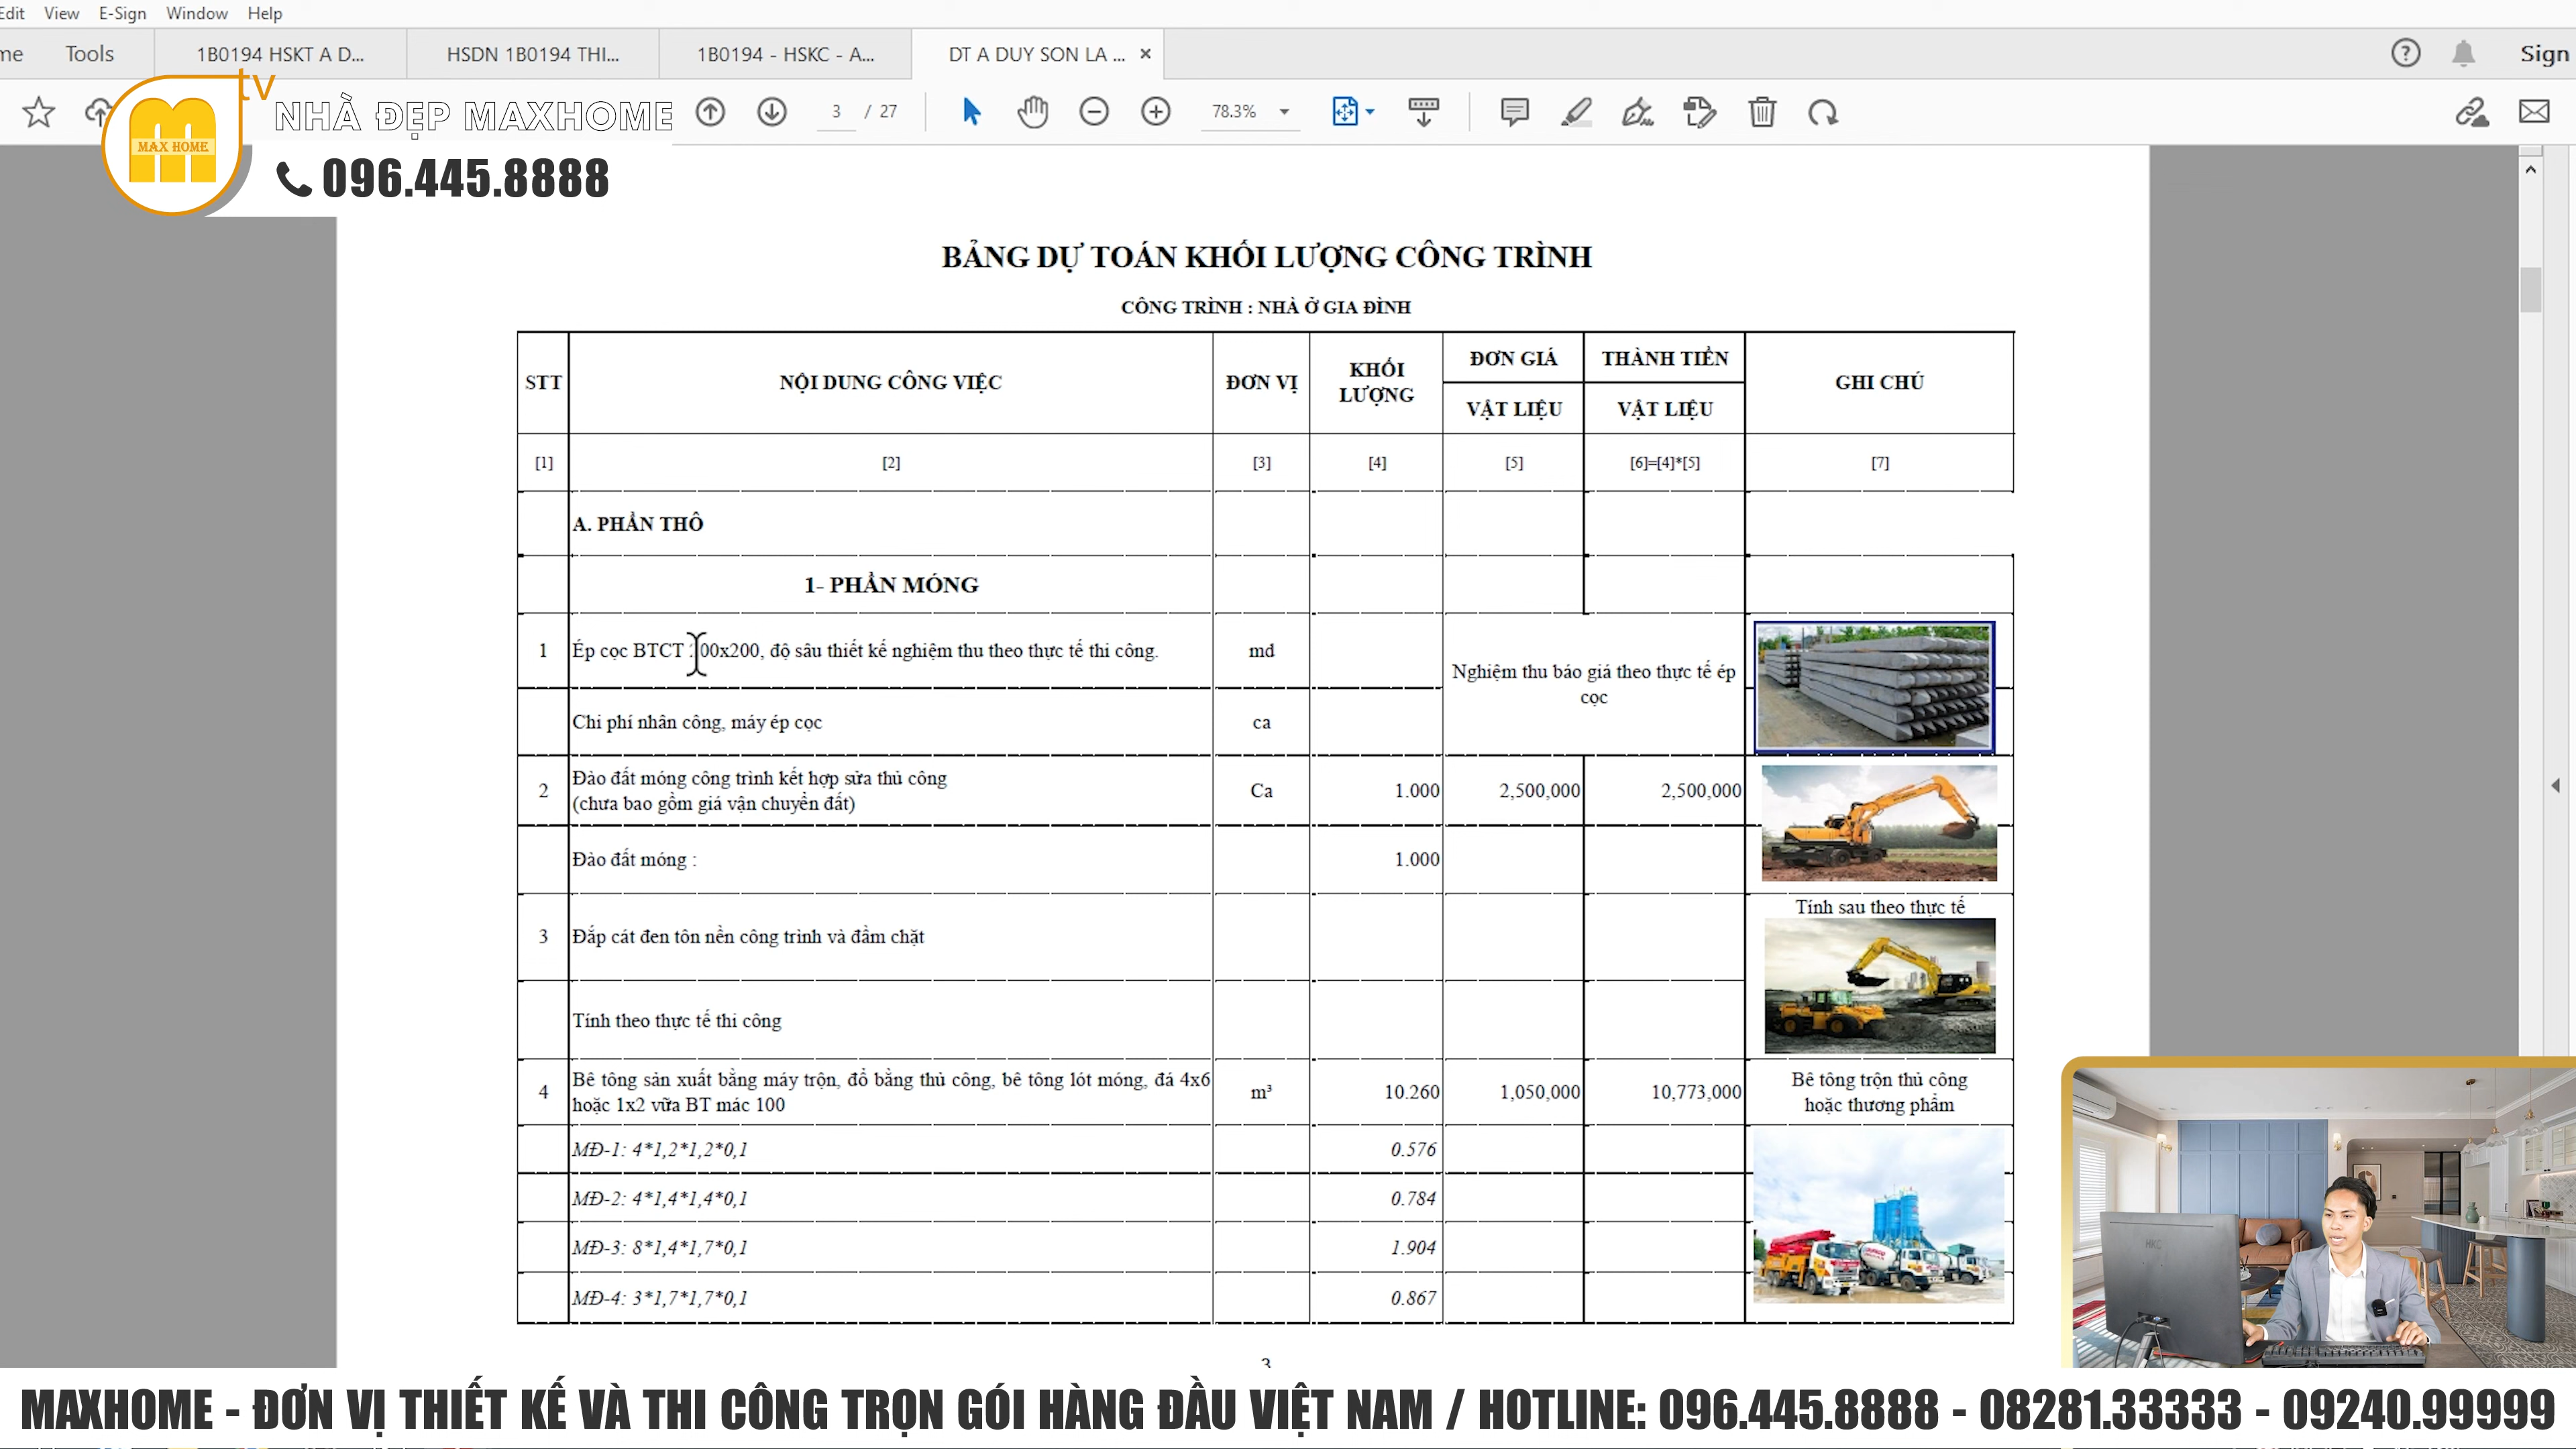 Edit View E-Sign Window Help
me Tools 1B0194 HSKT A D... HSDN 1B0194 THI... 1B0194 - HSKC - A... DT A DUY SON LA ... × Sign
tv
MAX HOME
NHÀ ĐẸP MAXHOME
096.445.8888
3 / 27 78.3%
BẢNG DỰ TOÁN KHỐI LƯỢNG CÔNG TRÌNH
CÔNG TRÌNH : NHÀ Ở GIA ĐÌNH
STT NỘI DUNG CÔNG VIỆC ĐƠN VỊ KHỐI LƯỢNG ĐƠN GIÁ THÀNH TIỀN GHI CHÚ
VẬT LIỆU VẬT LIỆU
[1] [2] [3] [4] [5] [6]=[4]*[5] [7]
A. PHẦN THÔ
1- PHẦN MÓNG
1 Ép cọc BTCT 00x200, độ sâu thiết kế nghiệm thu theo thực tế thi công. md
Nghiệm thu báo giá theo thực tế ép
cọc
Chi phí nhân công, máy ép cọc ca
2 Đào đất móng công trình kết hợp sửa thủ công
(chưa bao gồm giá vận chuyển đất) Ca 1.000 2,500,000 2,500,000
Đào đất móng : 1.000
Tính sau theo thực tế
3 Đắp cát đen tôn nền công trình và đầm chặt
Tính theo thực tế thi công
4 Bê tông sản xuất bằng máy trộn, đổ bằng thủ công, bê tông lót móng, đá 4x6
hoặc 1x2 vữa BT mác 100 m³ 10.260 1,050,000 10,773,000
Bê tông trộn thủ công
hoặc thương phẩm
MĐ-1: 4*1,2*1,2*0,1 0.576
MĐ-2: 4*1,4*1,4*0,1 0.784
MĐ-3: 8*1,4*1,7*0,1 1.904
MĐ-4: 3*1,7*1,7*0,1 0.867
3
HKC
MAXHOME - ĐƠN VỊ THIẾT KẾ VÀ THI CÔNG TRỌN GÓI HÀNG ĐẦU VIỆT NAM / HOTLINE: 096.445.8888 - 08281.33333 - 09240.99999